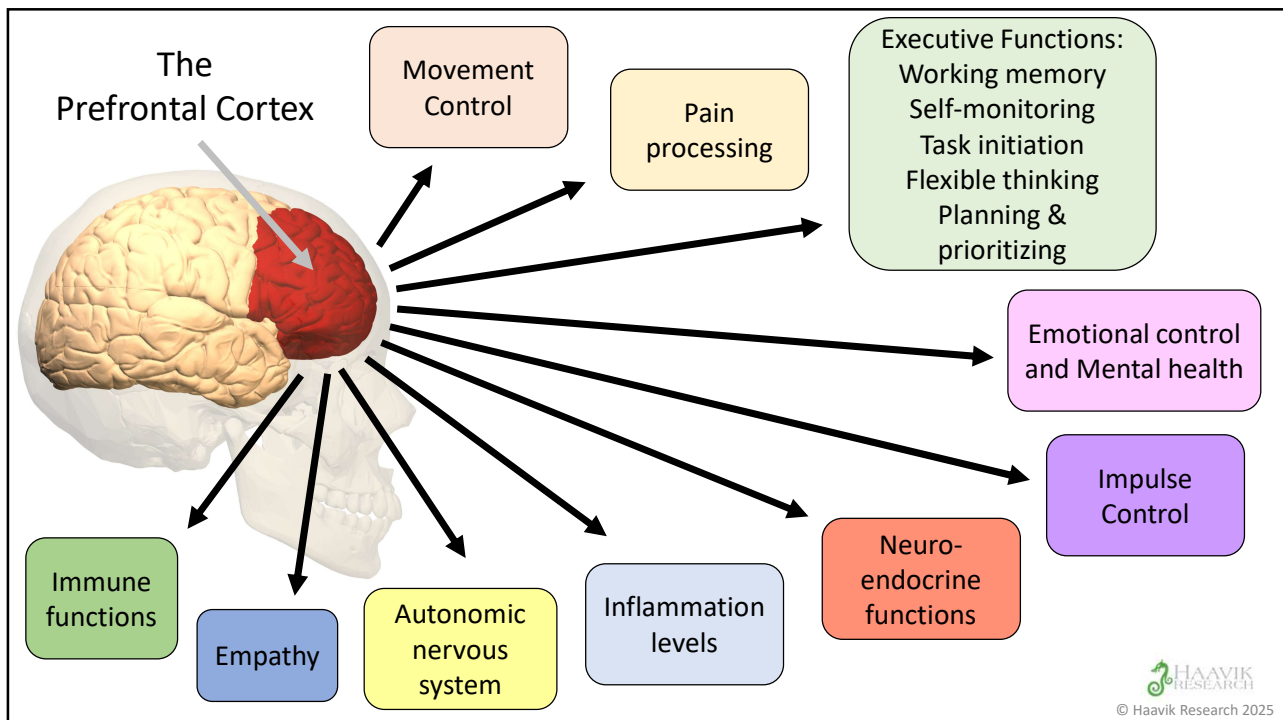 The
Prefrontal Cortex
Movement
Control
Pain
processing
Executive Functions:
Working memory
Self-monitoring
Task initiation
Flexible thinking
Planning &
prioritizing
Emotional control
and Mental health
Impulse
Control
Neuro-
endocrine
functions
Inflammation
levels
Autonomic
nervous
system
Empathy
Immune
functions
HAAVIK
RESEARCH
© Haavik Research 2025